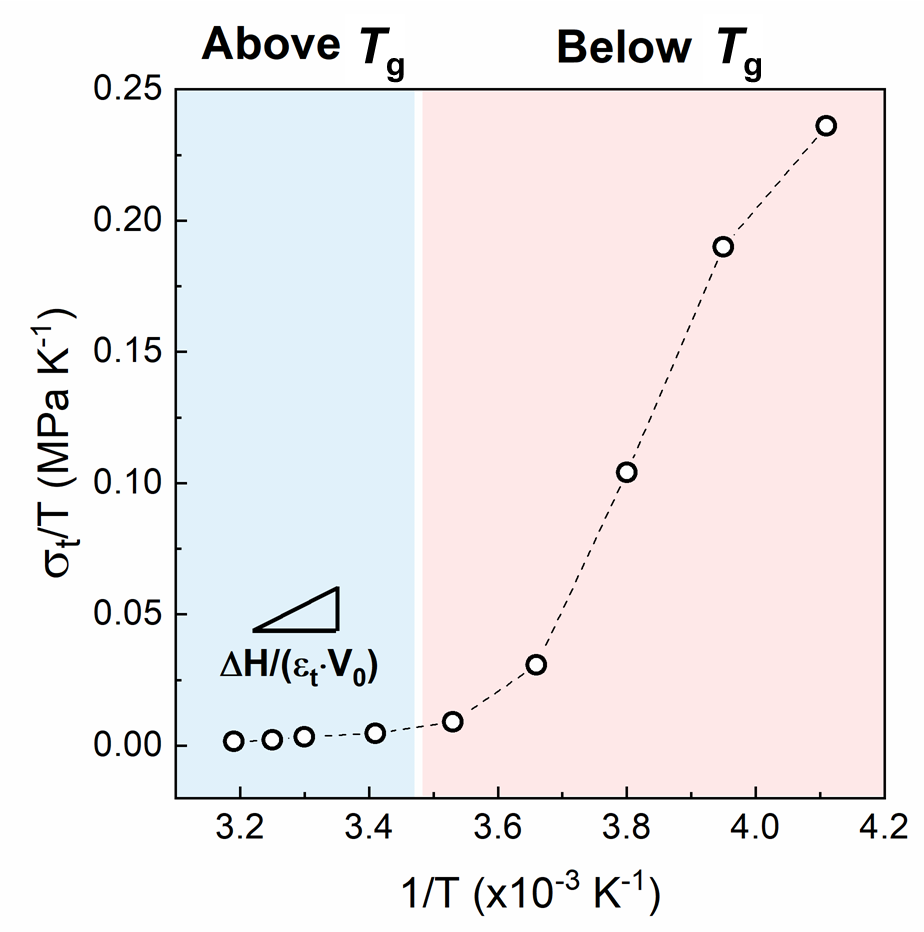 Above Tg
Below Tg
0.25
0.20
0.15
0.10
0.05
0.00
σt/T (MPa K-1)
ΔH/(εt·V0)
3.2
3.4
3.6
3.8
4.0
4.2
1/T (x10-3 K-1)